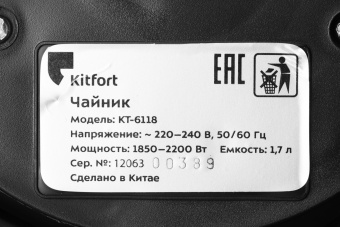 Kitfort
EAC
Чайник
Модель: КТ-6118
Напряжение: ~ 220–240 В, 50/60 Гц
Мощность: 1850–2200 Вт Емкость: 1,7 л
Сер. №: 12063 00389
Сделано в Китае